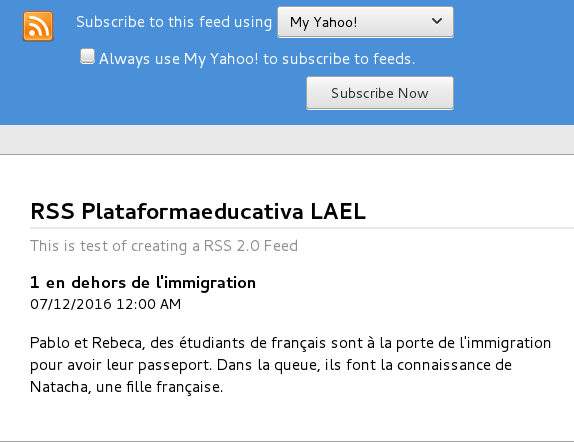 Subscribe to this feed using My Yahoo!
Always use My Yahoo! to subscribe to feeds.
Subscribe Now
RSS Plataformaeducativa LAEL
This is test of creating a RSS 2.0 Feed
1 en dehors de l'immigration
07/12/2016 12:00 AM
Pablo et Rebeca, des étudiants de français sont à la porte de l'immigration
pour avoir leur passeport. Dans la queue, ils font la connaissance de
Natacha, une fille française.